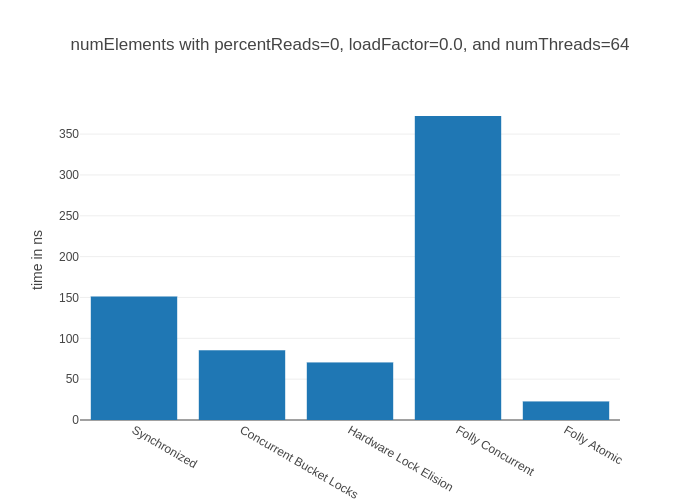 numElements with percentReads=0, loadFactor=0.0, and numThreads=64
time in ns
350
300
250
200
150
100
50
0
Synchronized
Concurrent Bucket Locks
Hardware Lock Elision
Folly Concurrent
Folly Atomic